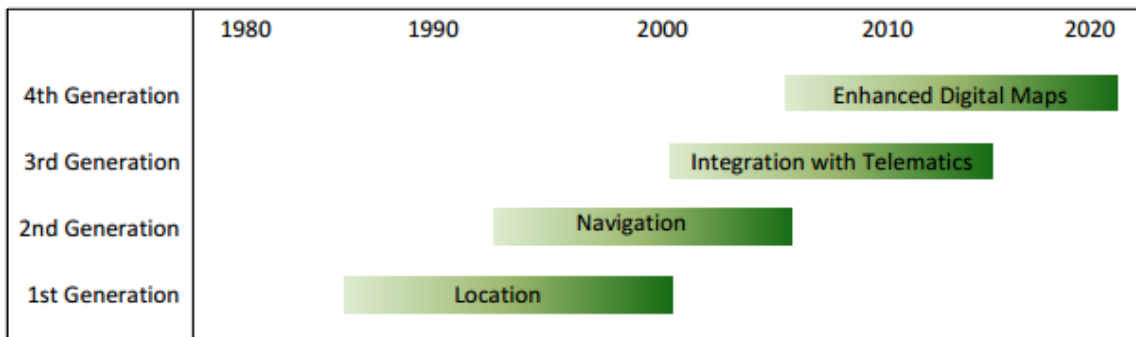 1980 1990 2000 2010 2020
4th Generation Enhanced Digital Maps
3rd Generation Integration with Telematics
2nd Generation Navigation
1st Generation Location